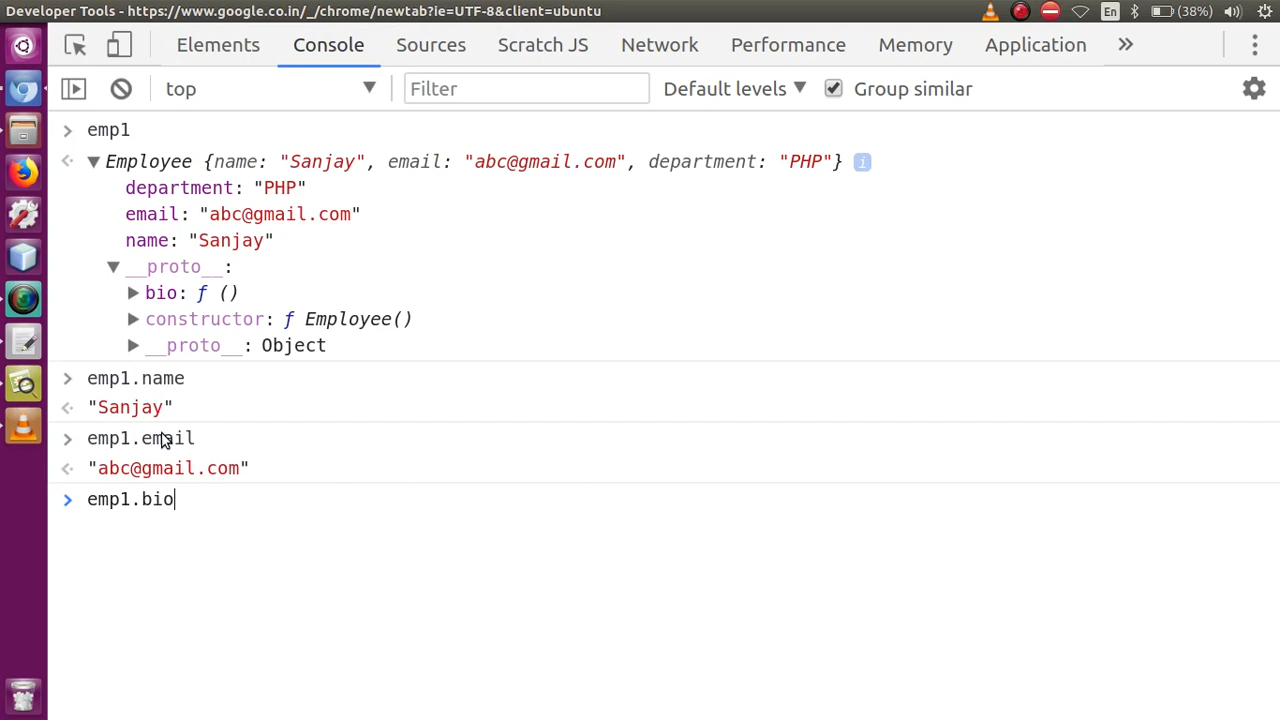 Developer Tools - https://www.google.co.in/_/chrome/newtab?ie=UTF-8&client=ubuntu En (38%)
Elements Console Sources Scratch JS Network Performance Memory Application »
top Filter Default levels Group similar
> emp1
Employee {name: "Sanjay", email: "abc@gmail.com", department: "PHP"} i
department: "PHP"
email: "abc@gmail.com"
name: "Sanjay"
__proto__:
bio: ƒ ()
constructor: ƒ Employee()
__proto__: Object
> emp1.name
"Sanjay"
> emp1.email
"abc@gmail.com"
> emp1.bio